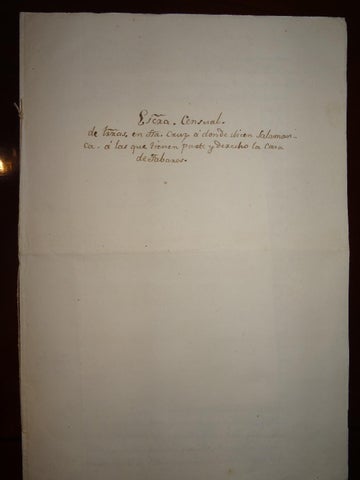 Escra. Censual.
de trras. en Sta. Cruz á donde dicen Salaman-
ca. á las que tienen parte y derecho la Casa
de Tabares.